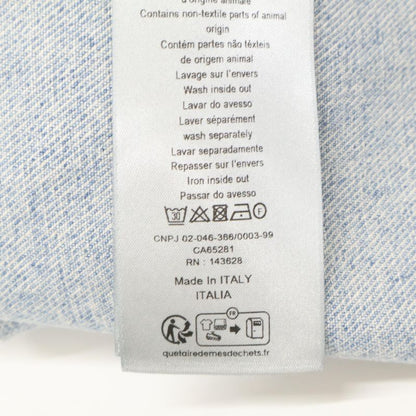 d'origine animale
Contains non-textile parts of animal
origin
Contém partes não têxteis
de origem animal
Lavage sur l'envers
Wash inside out
Lavar do avesso
Laver séparément
wash separately
Lavar separadamente
Repasser sur l'envers
Iron inside out
Passar do avesso
30 F
CNPJ 02-046-386/0003-99
CA65281
RN : 143628
Made In ITALY
ITALIA
FR
quefairedemesdechets.fr